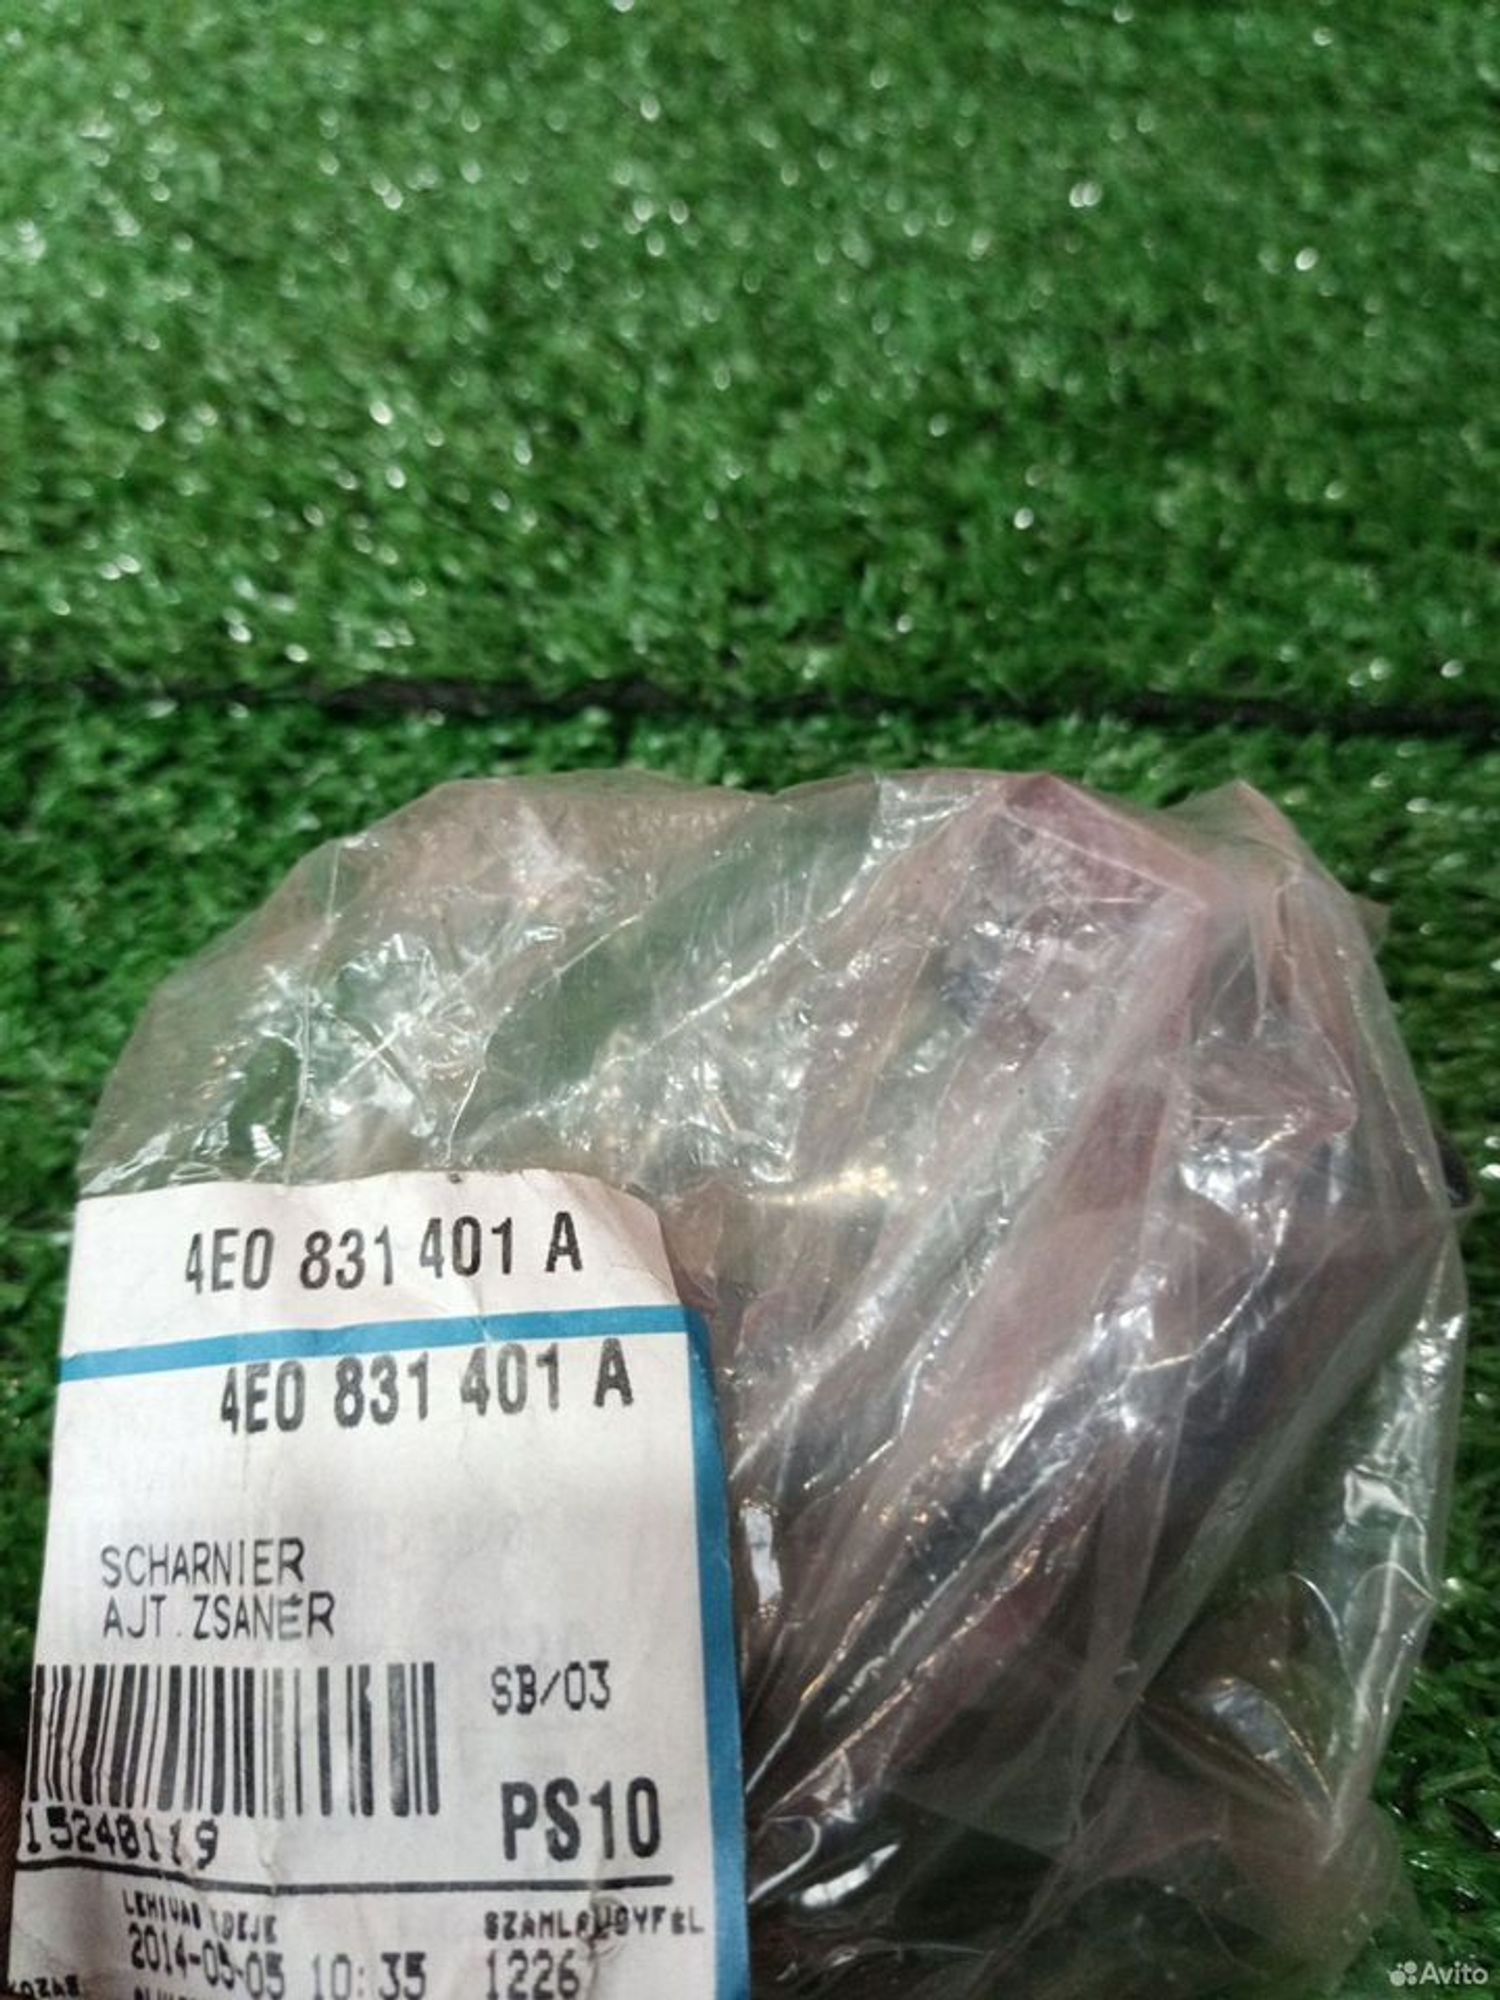 4E0 831 401 A
4E0 831 401 A
SCHARNIER
AJT. ZSANÉR
SB/03
15240119
PS10
2014-05-05 10:35
1226
Avito